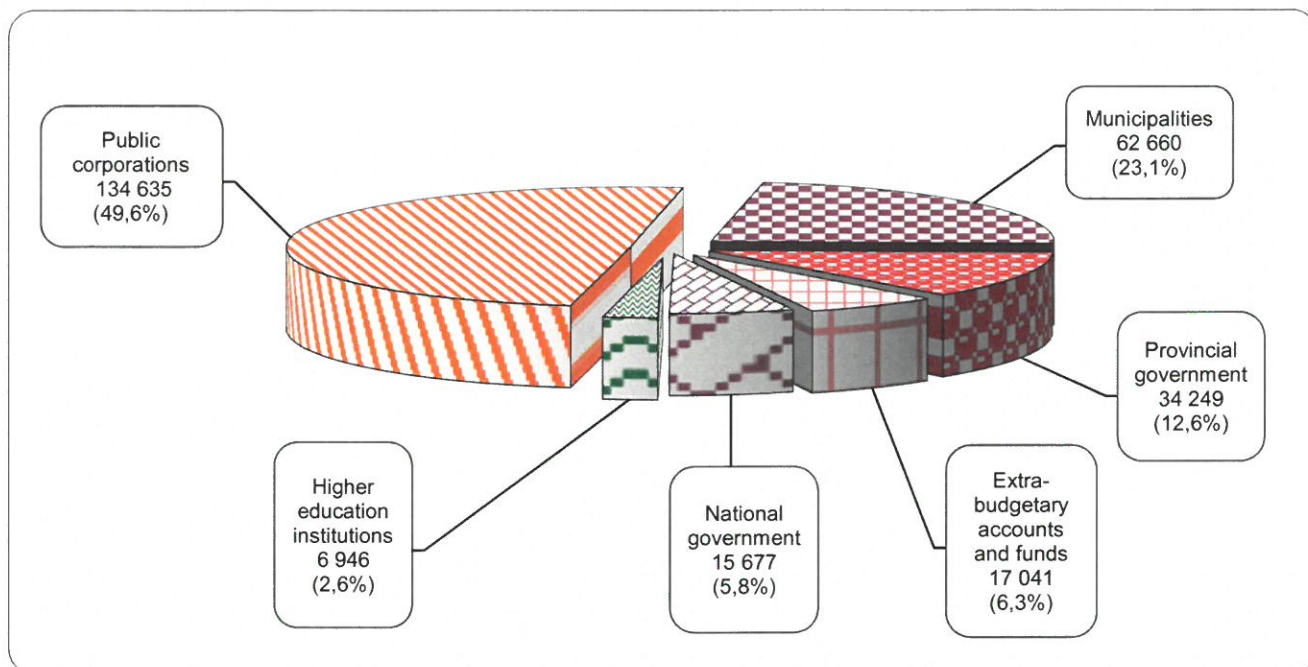 Public
corporations
134 635
(49,6%)
Municipalities
62 660
(23,1%)
Provincial
government
34 249
(12,6%)
Extra-
budgetary
accounts
and funds
17 041
(6,3%)
National
government
15 677
(5,8%)
Higher
education
institutions
6 946
(2,6%)